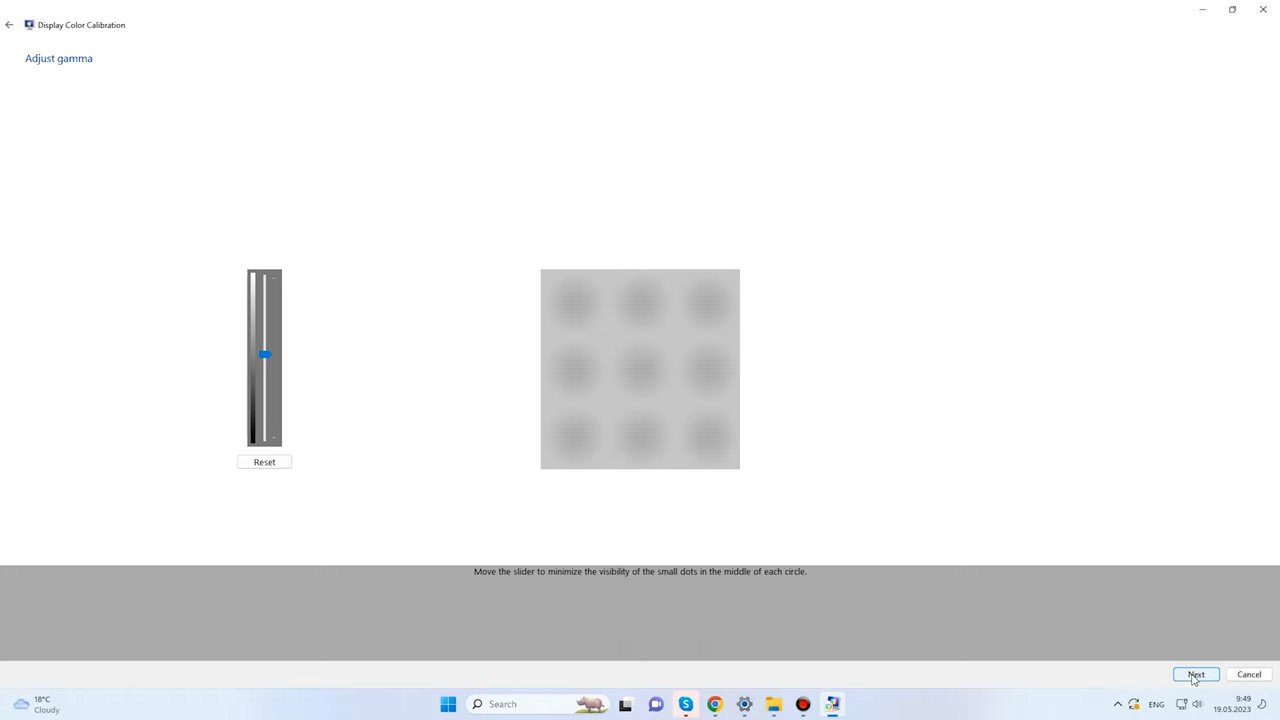 Display Color Calibration
Adjust gamma
Reset
Move the slider to minimize the visibility of the small dots in the middle of each circle.
Next
Cancel
18°C
Cloudy
Search
ENG
9:49
19.05.2023